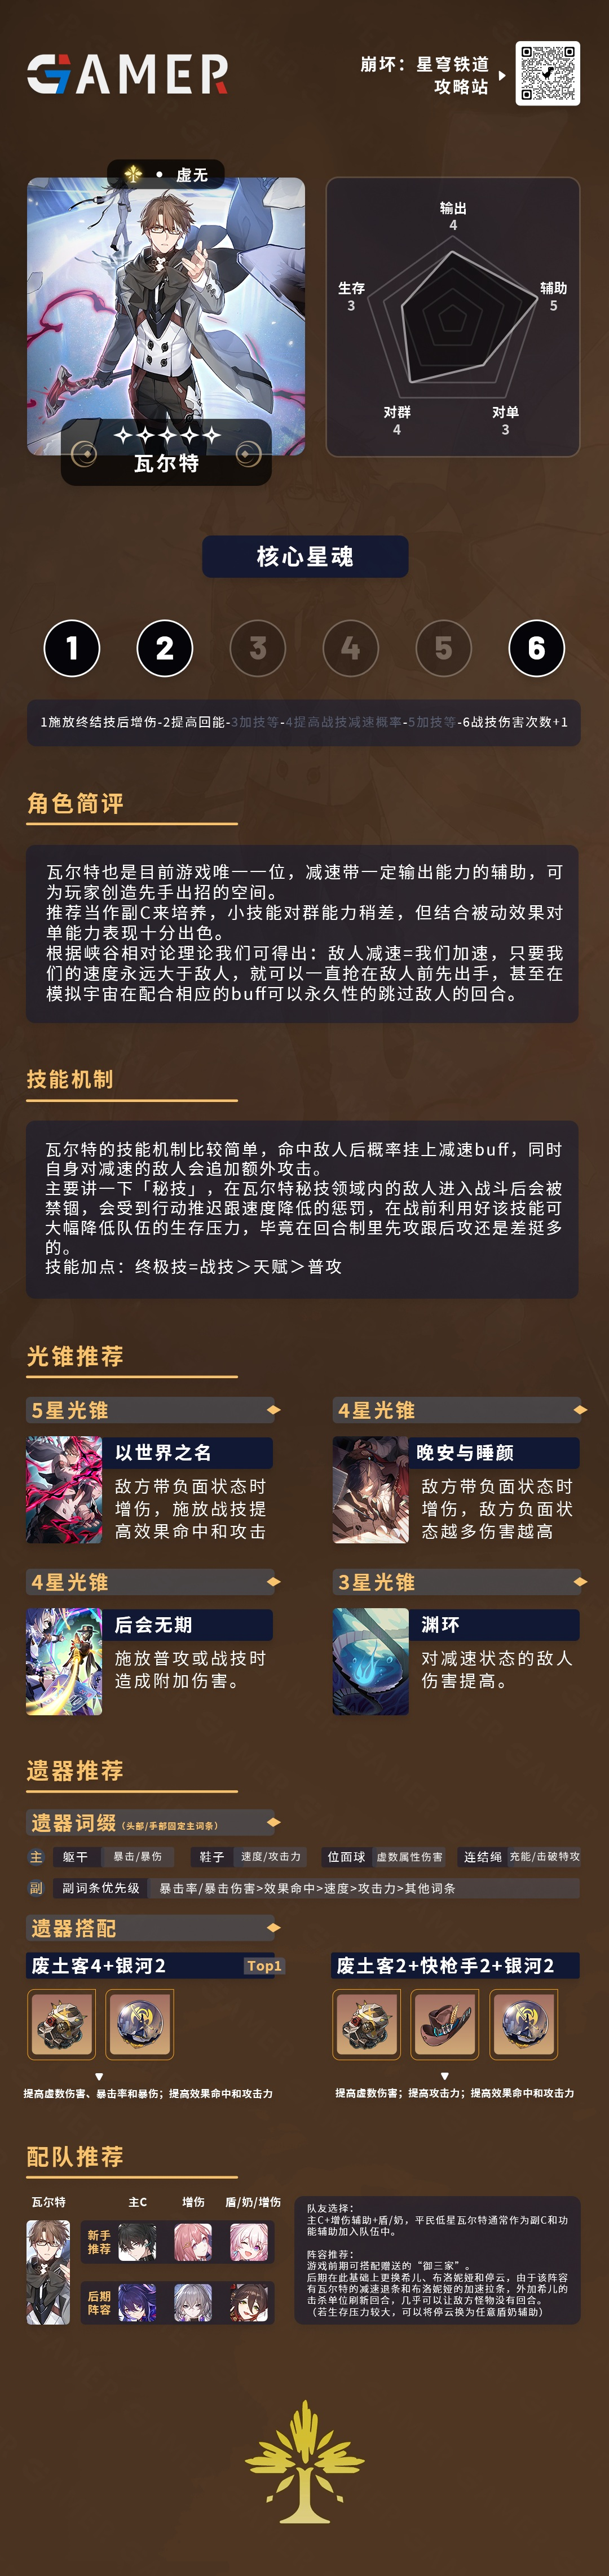 GAMER
崩坏：星穹铁道
攻略站
虚无
瓦尔特
输出
4
生存
3
辅助
5
对群
4
对单
3
核心星魂
1 2 3 4 5 6
1施放终结技后增伤-2提高回能-3加技等-4提高战技减速概率-5加技等-6战技伤害次数+1
角色简评
瓦尔特也是目前游戏唯一一位，减速带一定输出能力的辅助，可
为玩家创造先手出招的空间。
推荐当作副C来培养，小技能对群能力稍差，但结合被动效果对
单能力表现十分出色。
根据峡谷相对论理论我们可得出：敌人减速=我们加速，只要我
们的速度永远大于敌人，就可以一直抢在敌人前先出手，甚至在
模拟宇宙在配合相应的buff可以永久性的跳过敌人的回合。
技能机制
瓦尔特的技能机制比较简单，命中敌人后概率挂上减速buff，同时
自身对减速的敌人会追加额外攻击。
主要讲一下「秘技」，在瓦尔特秘技领域内的敌人进入战斗后会被
禁锢，会受到行动推迟跟速度降低的惩罚，在战前利用好该技能可
大幅降低队伍的生存压力，毕竟在回合制里先攻跟后攻还是差挺多
的。
技能加点：终极技=战技＞天赋＞普攻
光锥推荐
5星光锥
以世界之名
敌方带负面状态时
增伤，施放战技提
高效果命中和攻击
4星光锥
晚安与睡颜
敌方带负面状态时
增伤，敌方负面状
态越多伤害越高
4星光锥
后会无期
施放普攻或战技时
造成附加伤害。
3星光锥
渊环
对减速状态的敌人
伤害提高。
遗器推荐
遗器词缀（头部/手部固定主词条）
主 躯干 暴击/暴伤 鞋子 速度/攻击力 位面球 虚数属性伤害 连结绳 充能/击破特攻
副 副词条优先级 暴击率/暴击伤害>效果命中>速度>攻击力>其他词条
遗器搭配
废土客4+银河2 Top1
提高虚数伤害、暴击率和暴伤；提高效果命中和攻击力
废土客2+快枪手2+银河2
提高虚数伤害；提高攻击力；提高效果命中和攻击力
配队推荐
瓦尔特 主C 增伤 盾/奶/增伤
新手
推荐
后期
阵容
队友选择：
主C+增伤辅助+盾/奶，平民低星瓦尔特通常作为副C和功
能辅助加入队伍中。
阵容推荐：
游戏前期可搭配赠送的“御三家”。
后期在此基础上更换希儿、布洛妮娅和停云，由于该阵容
有瓦尔特的减速退条和布洛妮娅的加速拉条，外加希儿的
击杀单位刷新回合，几乎可以让敌方怪物没有回合。
（若生存压力较大，可以将停云换为任意盾奶辅助）